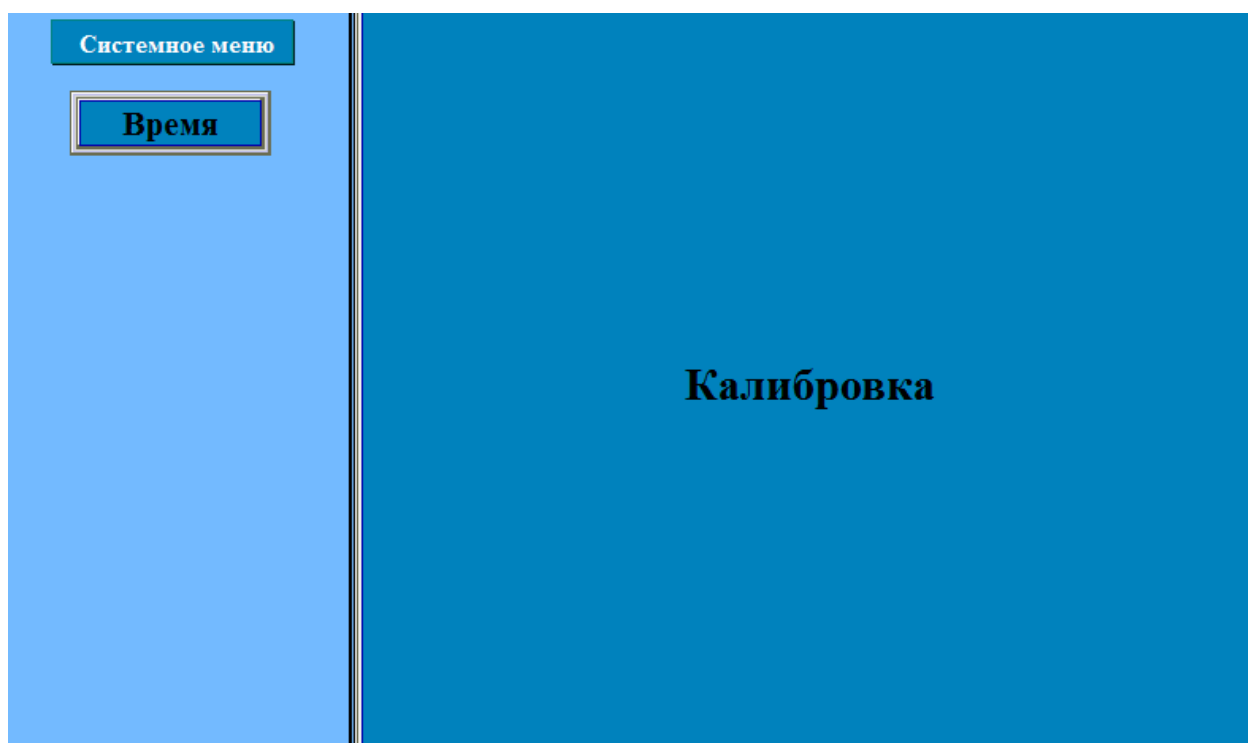 Системное меню
Время
Калибровка